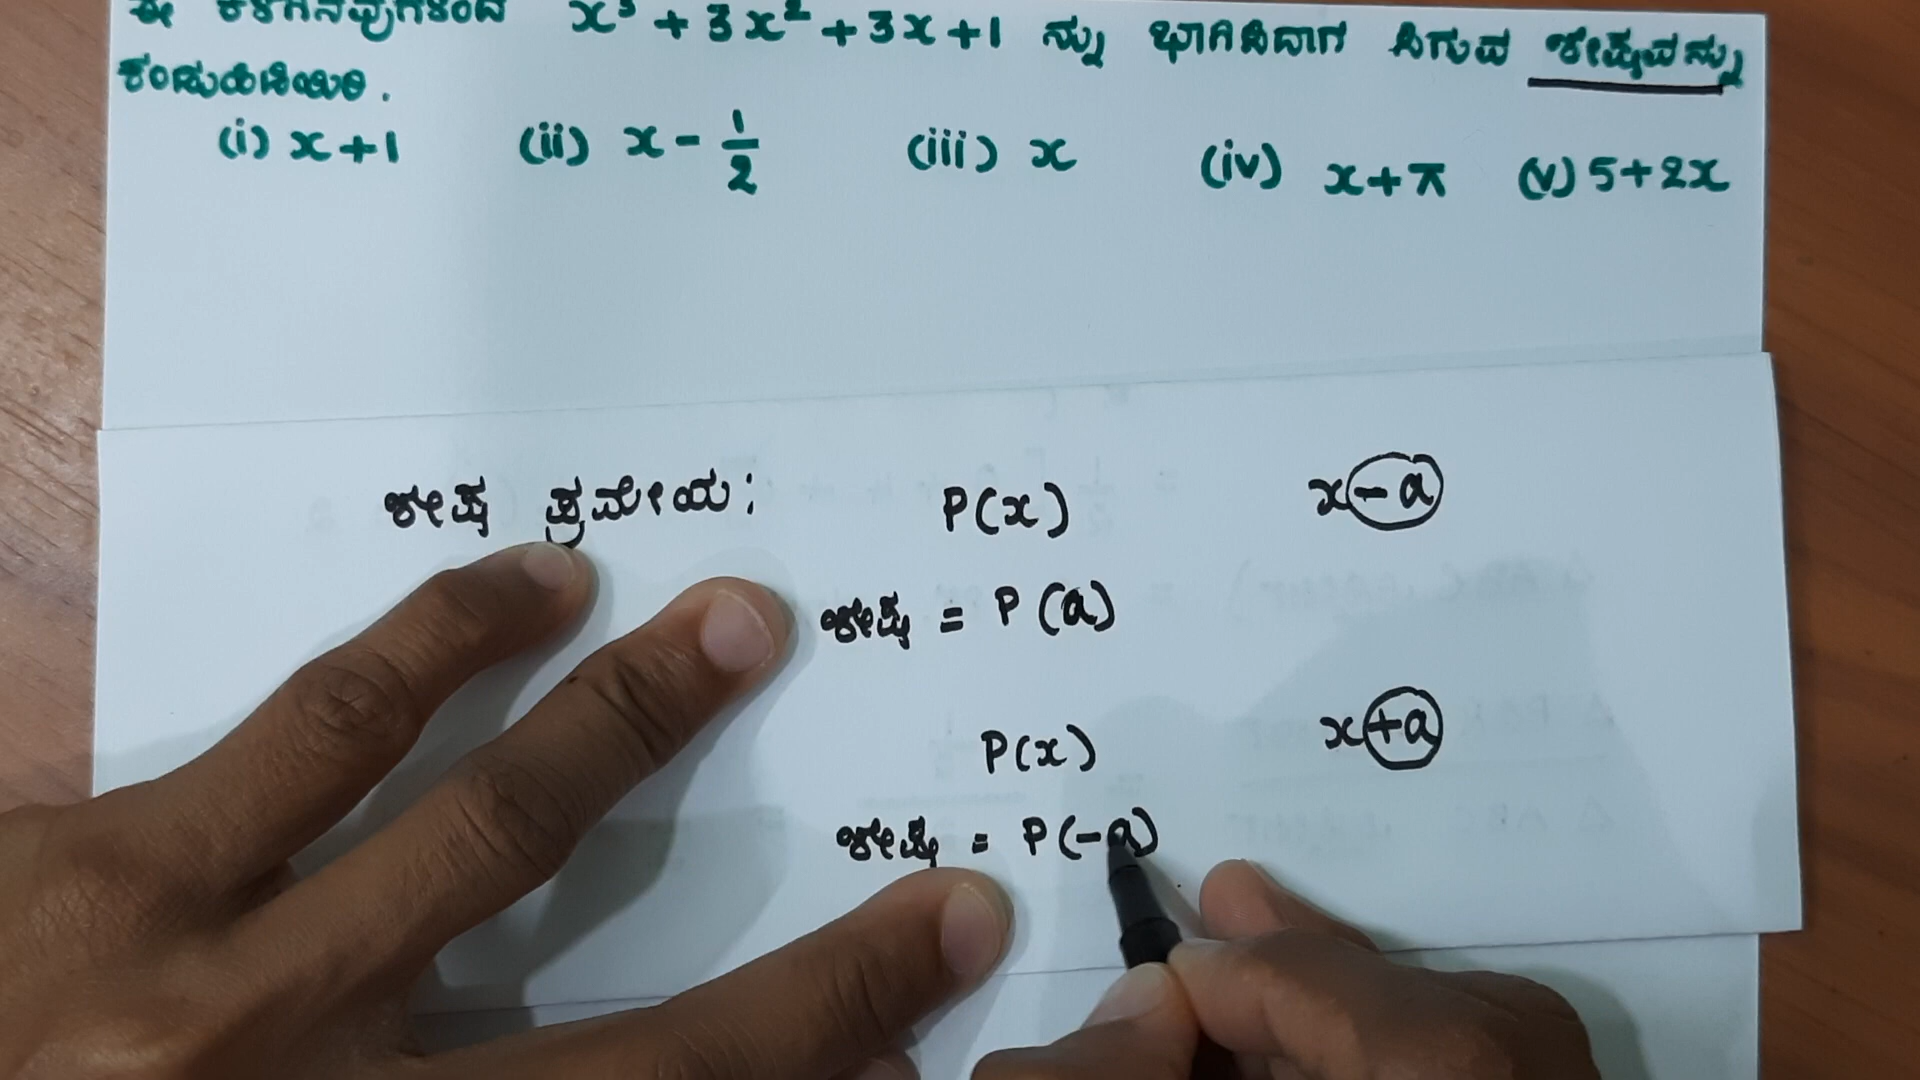 ಈ ಕೆಳಗಿನವುಗಳಿಂದ x³ + 3x² + 3x + 1 ನ್ನು ಭಾಗಿಸಿದಾಗ ಸಿಗುವ ಶೇಷವನ್ನು
ಕಂಡುಹಿಡಿಯಿರಿ.
(i) x + 1 (ii) x - 1/2 (iii) x (iv) x + π (v) 5 + 2x
ಶೇಷ ಪ್ರಮೇಯ: P(x) x - a
ಶೇಷ = P(a)
P(x) x + a
ಶೇಷ = P(-a)